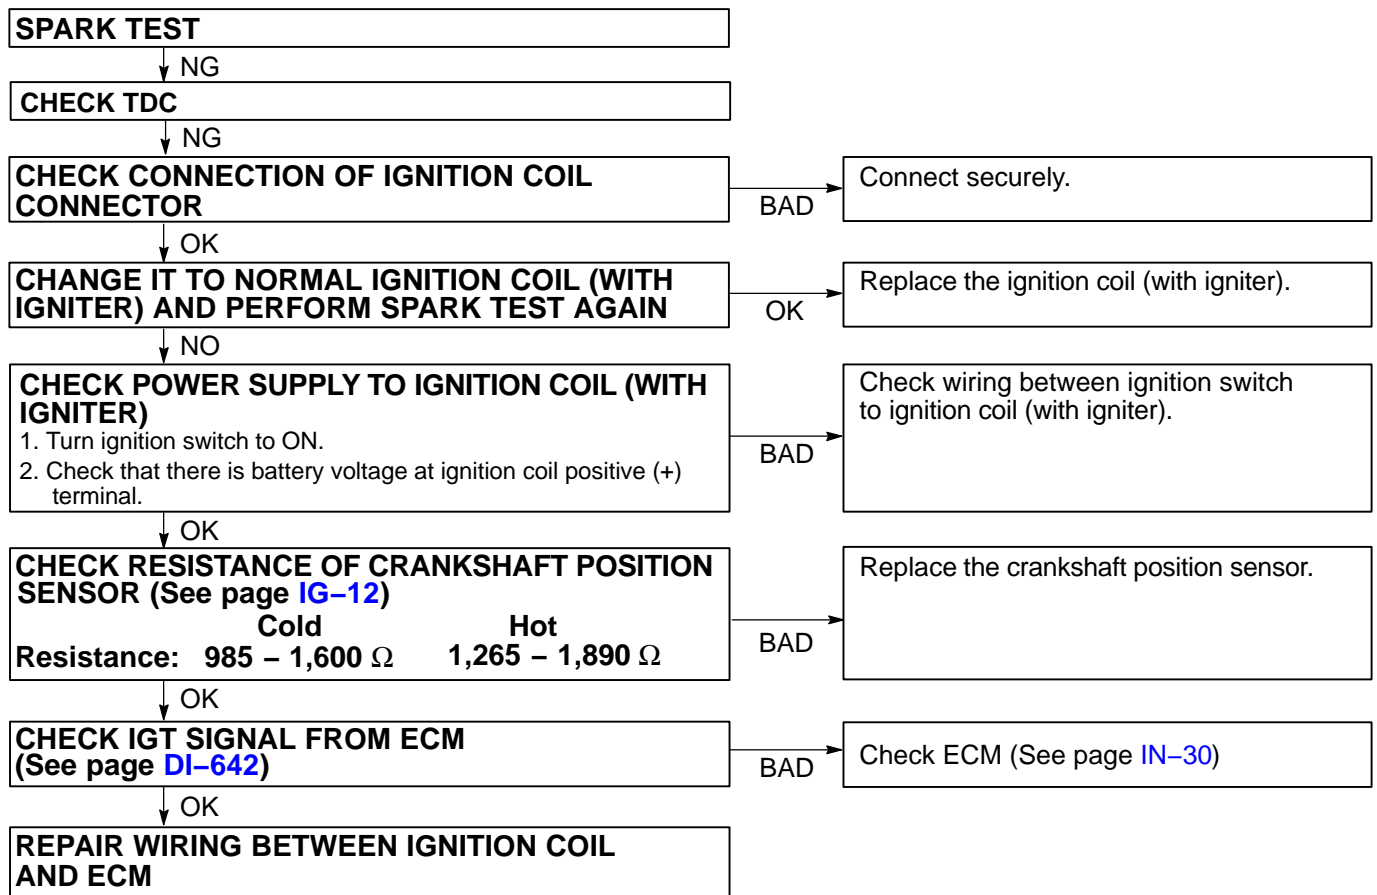 SPARK TEST
NG
CHECK TDC
NG
CHECK CONNECTION OF IGNITION COIL
CONNECTOR
BAD
Connect securely.
OK
CHANGE IT TO NORMAL IGNITION COIL (WITH
IGNITER) AND PERFORM SPARK TEST AGAIN
OK
Replace the ignition coil (with igniter).
NO
CHECK POWER SUPPLY TO IGNITION COIL (WITH
IGNITER)
1. Turn ignition switch to ON.
2. Check that there is battery voltage at ignition coil positive (+)
terminal.
BAD
Check wiring between ignition switch
to ignition coil (with igniter).
OK
CHECK RESISTANCE OF CRANKSHAFT POSITION
SENSOR (See page IG–12)
Cold Hot
Resistance: 985 – 1,600 Ω 1,265 – 1,890 Ω
BAD
Replace the crankshaft position sensor.
OK
CHECK IGT SIGNAL FROM ECM
(See page DI–642)
BAD
Check ECM (See page IN–30)
OK
REPAIR WIRING BETWEEN IGNITION COIL
AND ECM